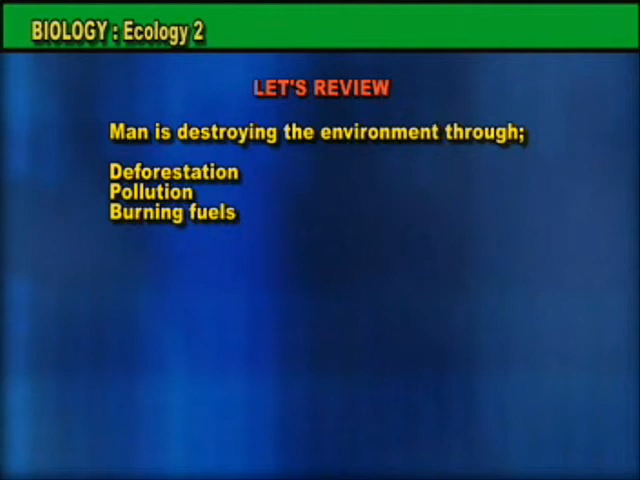 BIOLOGY : Ecology 2
LET'S REVIEW
Man is destroying the environment through;
Deforestation
Pollution
Burning fuels